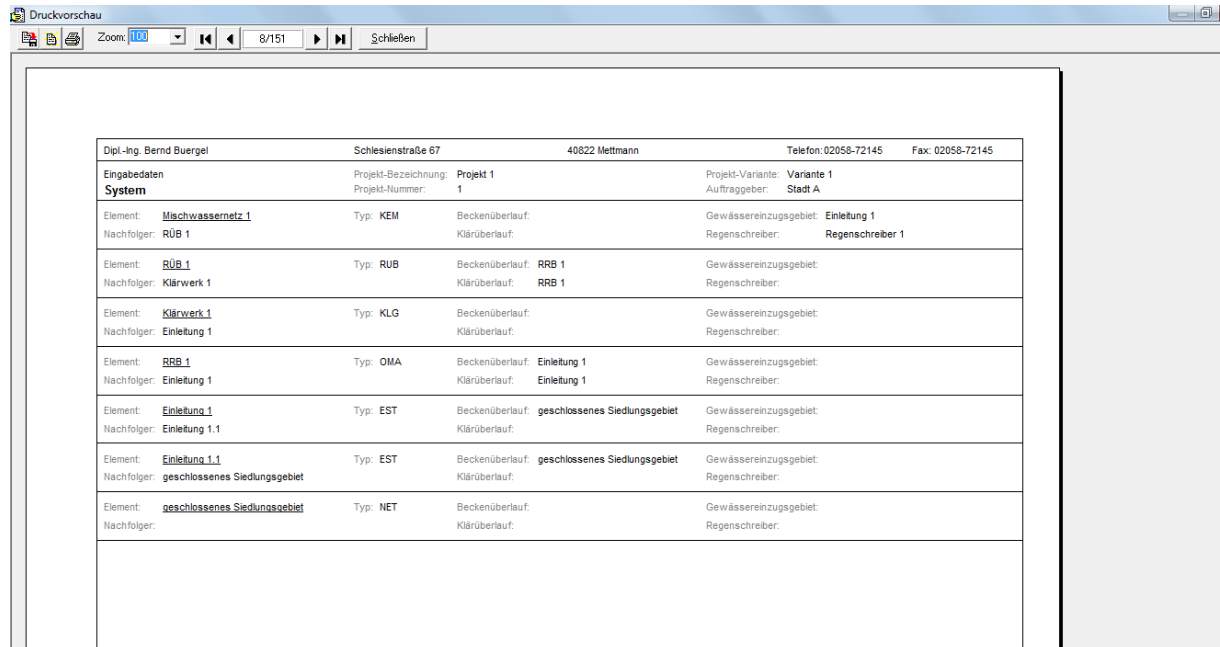 Druckvorschau
Zoom: 100 8/151 Schließen
Dipl.-Ing. Bernd Buergel Schlesienstraße 67 40822 Mettmann Telefon: 02058-72145 Fax: 02058-72145
Eingabedaten Projekt-Bezeichnung: Projekt 1 Projekt-Variante: Variante 1
System Projekt-Nummer: 1 Auftraggeber: Stadt A
Element: Mischwassernetz 1 Typ: KEM Beckenüberlauf: Gewässereinzugsgebiet: Einleitung 1
Nachfolger: RÜB 1 Klärüberlauf: Regenschreiber: Regenschreiber 1
Element: RÜB 1 Typ: RUB Beckenüberlauf: RRB 1 Gewässereinzugsgebiet:
Nachfolger: Klärwerk 1 Klärüberlauf: RRB 1 Regenschreiber:
Element: Klärwerk 1 Typ: KLG Beckenüberlauf: Gewässereinzugsgebiet:
Nachfolger: Einleitung 1 Klärüberlauf: Regenschreiber:
Element: RRB 1 Typ: OMA Beckenüberlauf: Einleitung 1 Gewässereinzugsgebiet:
Nachfolger: Einleitung 1 Klärüberlauf: Einleitung 1 Regenschreiber:
Element: Einleitung 1 Typ: EST Beckenüberlauf: geschlossenes Siedlungsgebiet Gewässereinzugsgebiet:
Nachfolger: Einleitung 1.1 Klärüberlauf: Regenschreiber:
Element: Einleitung 1.1 Typ: EST Beckenüberlauf: geschlossenes Siedlungsgebiet Gewässereinzugsgebiet:
Nachfolger: geschlossenes Siedlungsgebiet Klärüberlauf: Regenschreiber:
Element: geschlossenes Siedlungsgebiet Typ: NET Beckenüberlauf: Gewässereinzugsgebiet:
Nachfolger: Klärüberlauf: Regenschreiber: